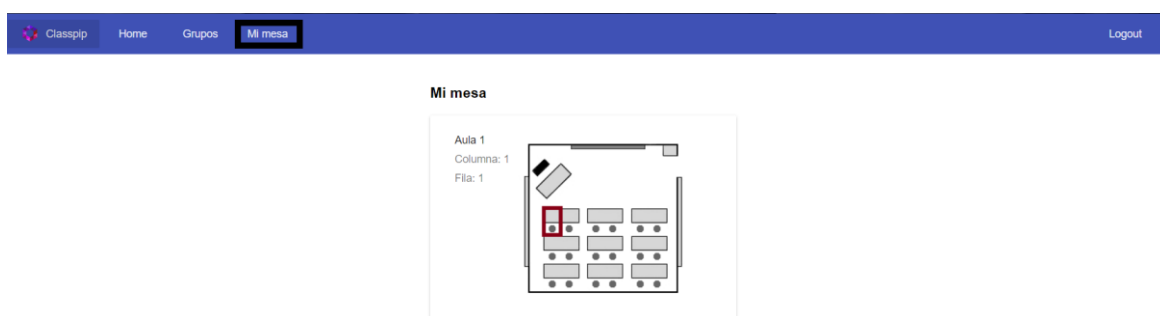 Classpip Home Grupos Mi mesa Logout
Mi mesa
Aula 1
Columna: 1
Fila: 1